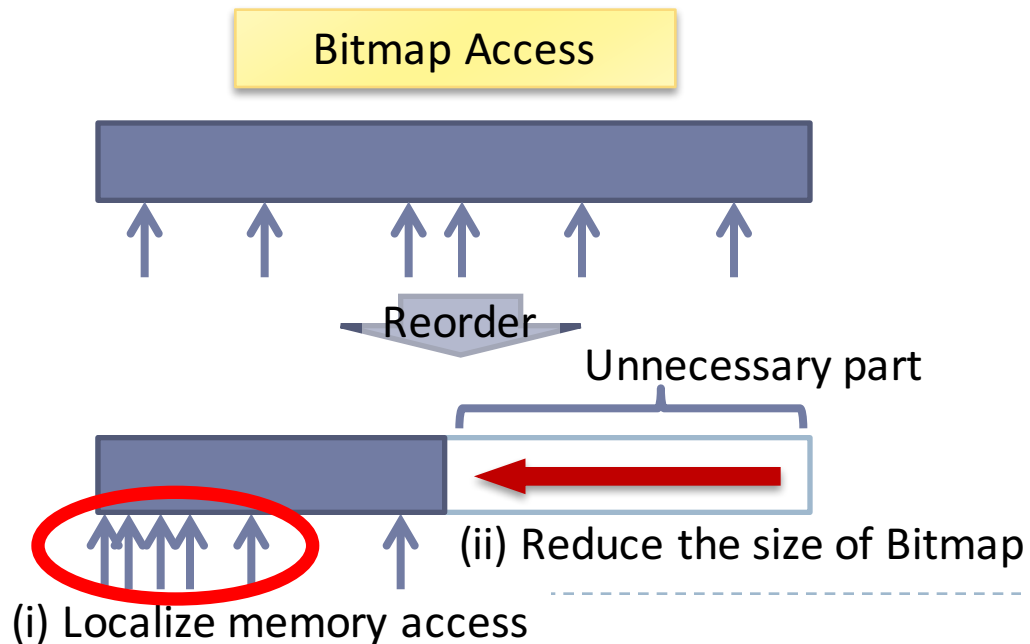 Bitmap Access
Reorder
Unnecessary part
(ii) Reduce the size of Bitmap
(i) Localize memory access